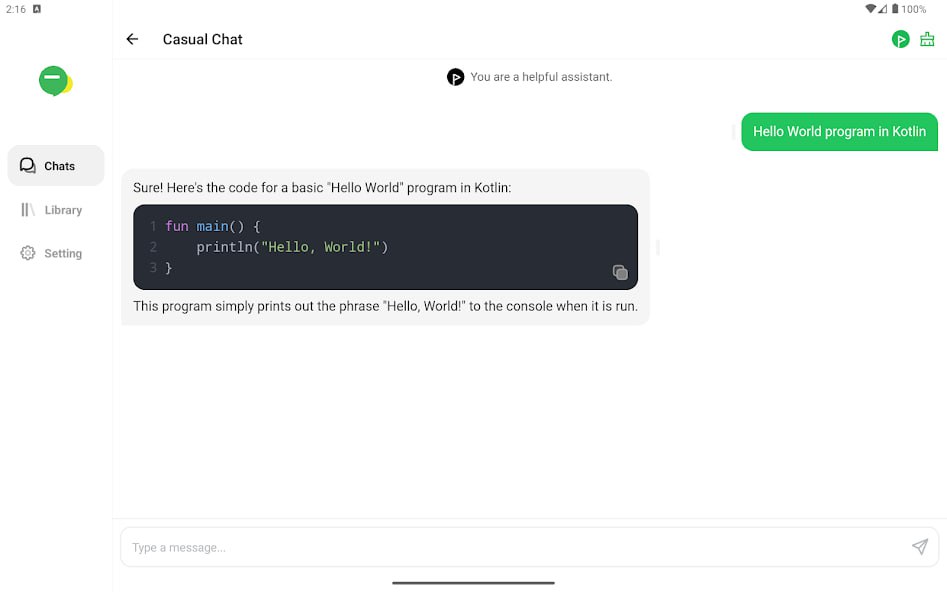 2:16
100%
Casual Chat
You are a helpful assistant.
Hello World program in Kotlin
Chats
Library
Setting
Sure! Here's the code for a basic "Hello World" program in Kotlin:
1 fun main() {
2     println("Hello, World!")
3 }
This program simply prints out the phrase "Hello, World!" to the console when it is run.
Type a message...